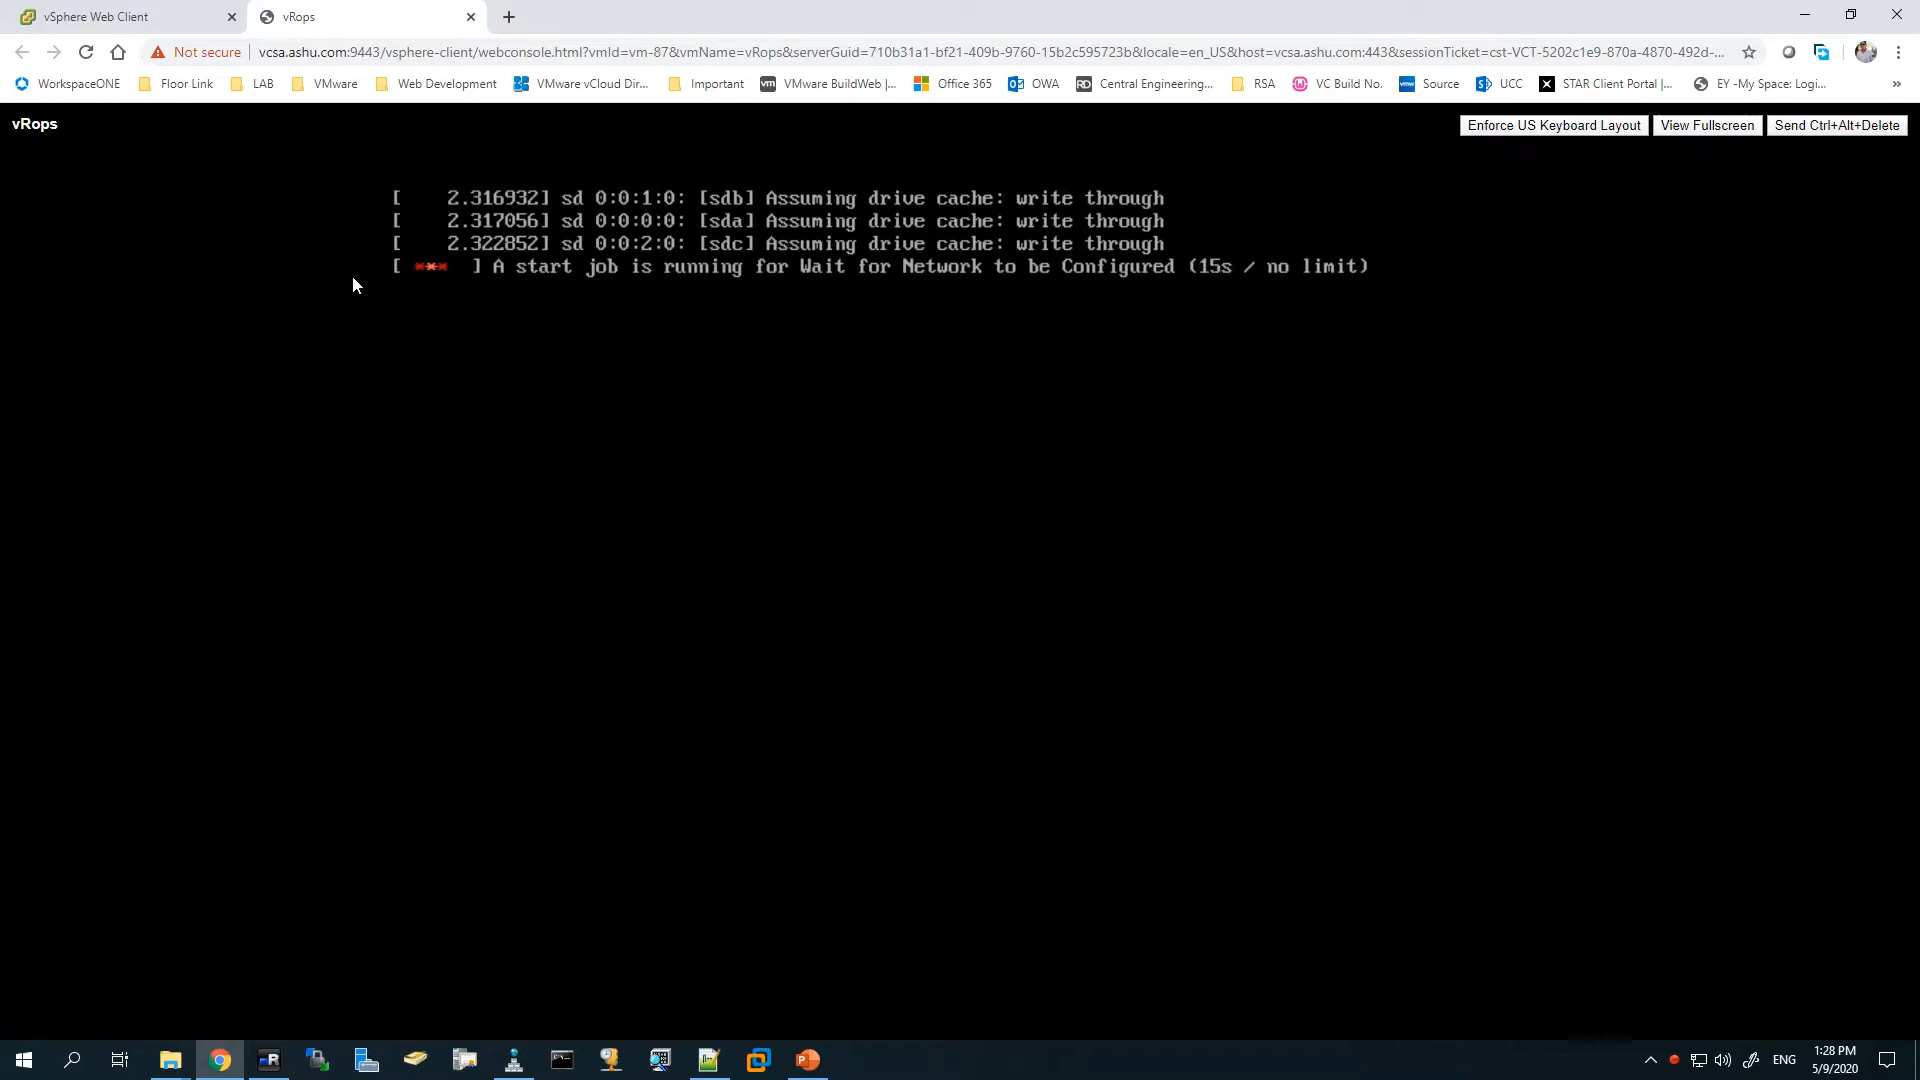 vSphere Web Client
vRops
Not secure
vcsa.ashu.com:9443/vsphere-client/webconsole.html?vmId=vm-87&vmName=vRops&serverGuid=710b31a1-bf21-409b-9760-15b2c595723b&locale=en_US&host=vcsa.ashu.com:443&sessionTicket=cst-VCT-5202c1e9-870a-4870-492d-...
WorkspaceONE Floor Link LAB VMware Web Development VMware vCloud Dir... Important VMware BuildWeb |... Office 365 OWA Central Engineering... RSA VC Build No. Source UCC STAR Client Portal |... EY -My Space: Logi... »
vRops
Enforce US Keyboard Layout View Fullscreen Send Ctrl+Alt+Delete
[ 2.316932] sd 0:0:1:0: [sdb] Assuming drive cache: write through
[ 2.317056] sd 0:0:0:0: [sda] Assuming drive cache: write through
[ 2.322852] sd 0:0:2:0: [sdc] Assuming drive cache: write through
[ *** ] A start job is running for Wait for Network to be Configured (15s / no limit)
ENG
1:28 PM
5/9/2020